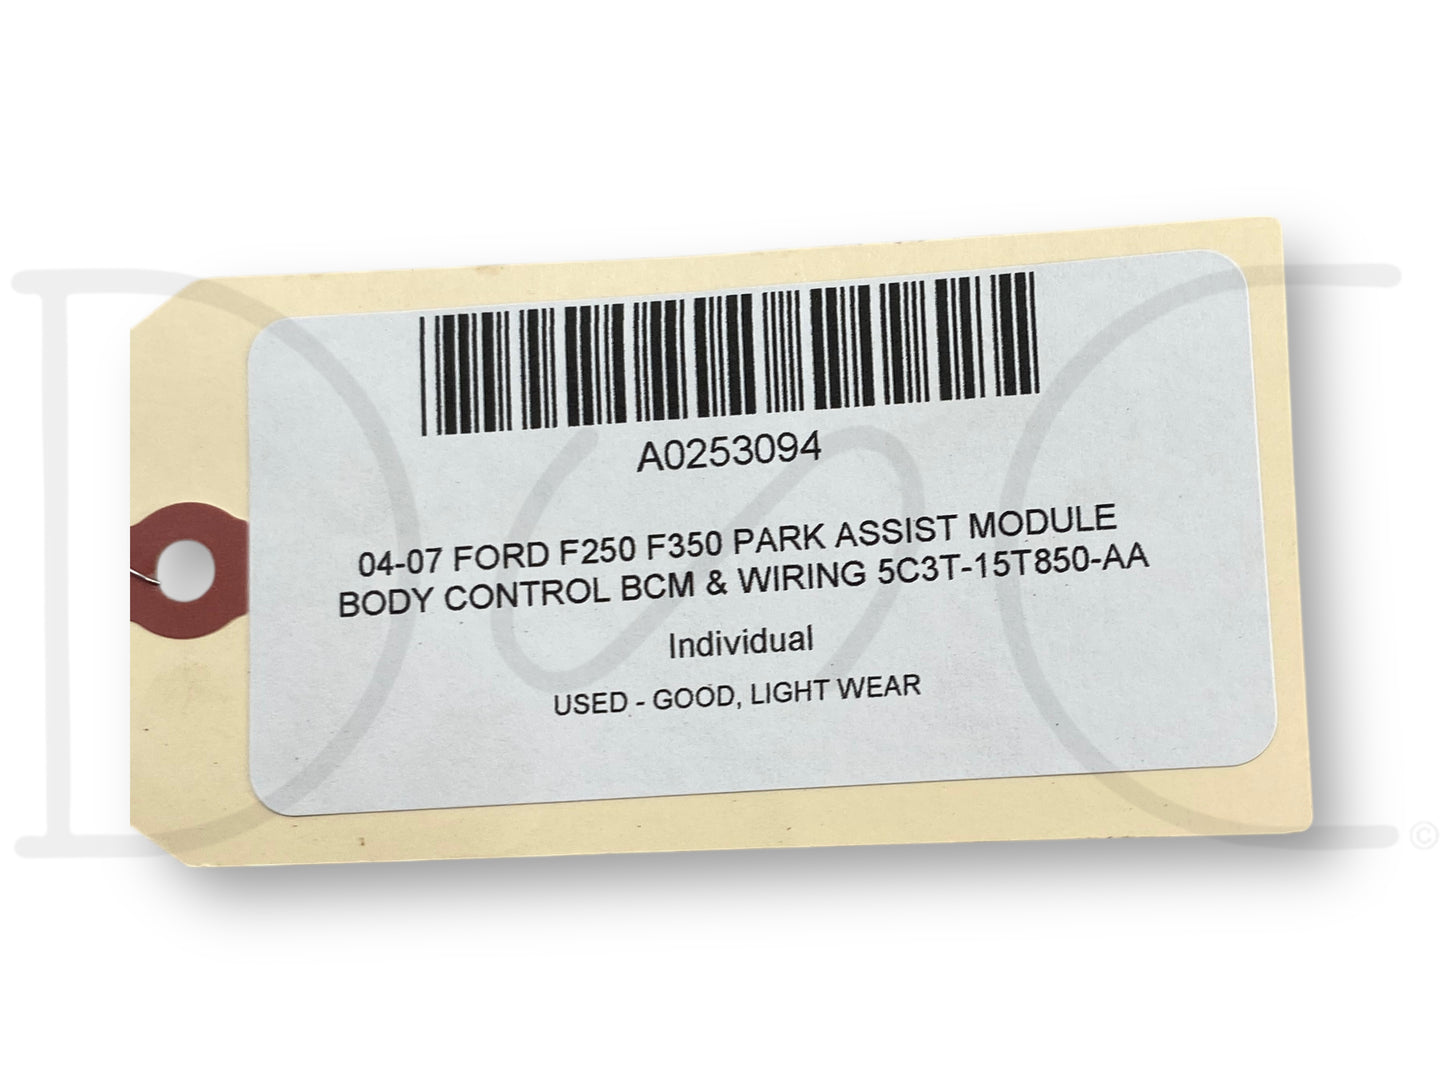 A0253094
04-07 FORD F250 F350 PARK ASSIST MODULE
BODY CONTROL BCM & WIRING 5C3T-15T850-AA
Individual
USED - GOOD, LIGHT WEAR
DSG
©